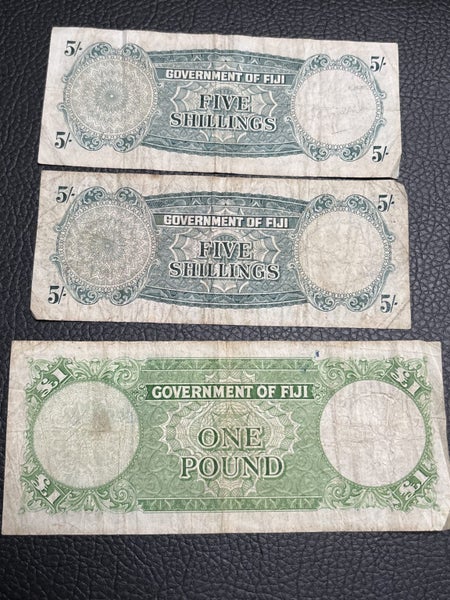 5/- 5/-
GOVERNMENT OF FIJI
FIVE
SHILLINGS
5/- 5/-
5/- 5/-
GOVERNMENT OF FIJI
FIVE
SHILLINGS
5/- 5/-
£1 £1
GOVERNMENT OF FIJI
ONE
POUND
£1 £1